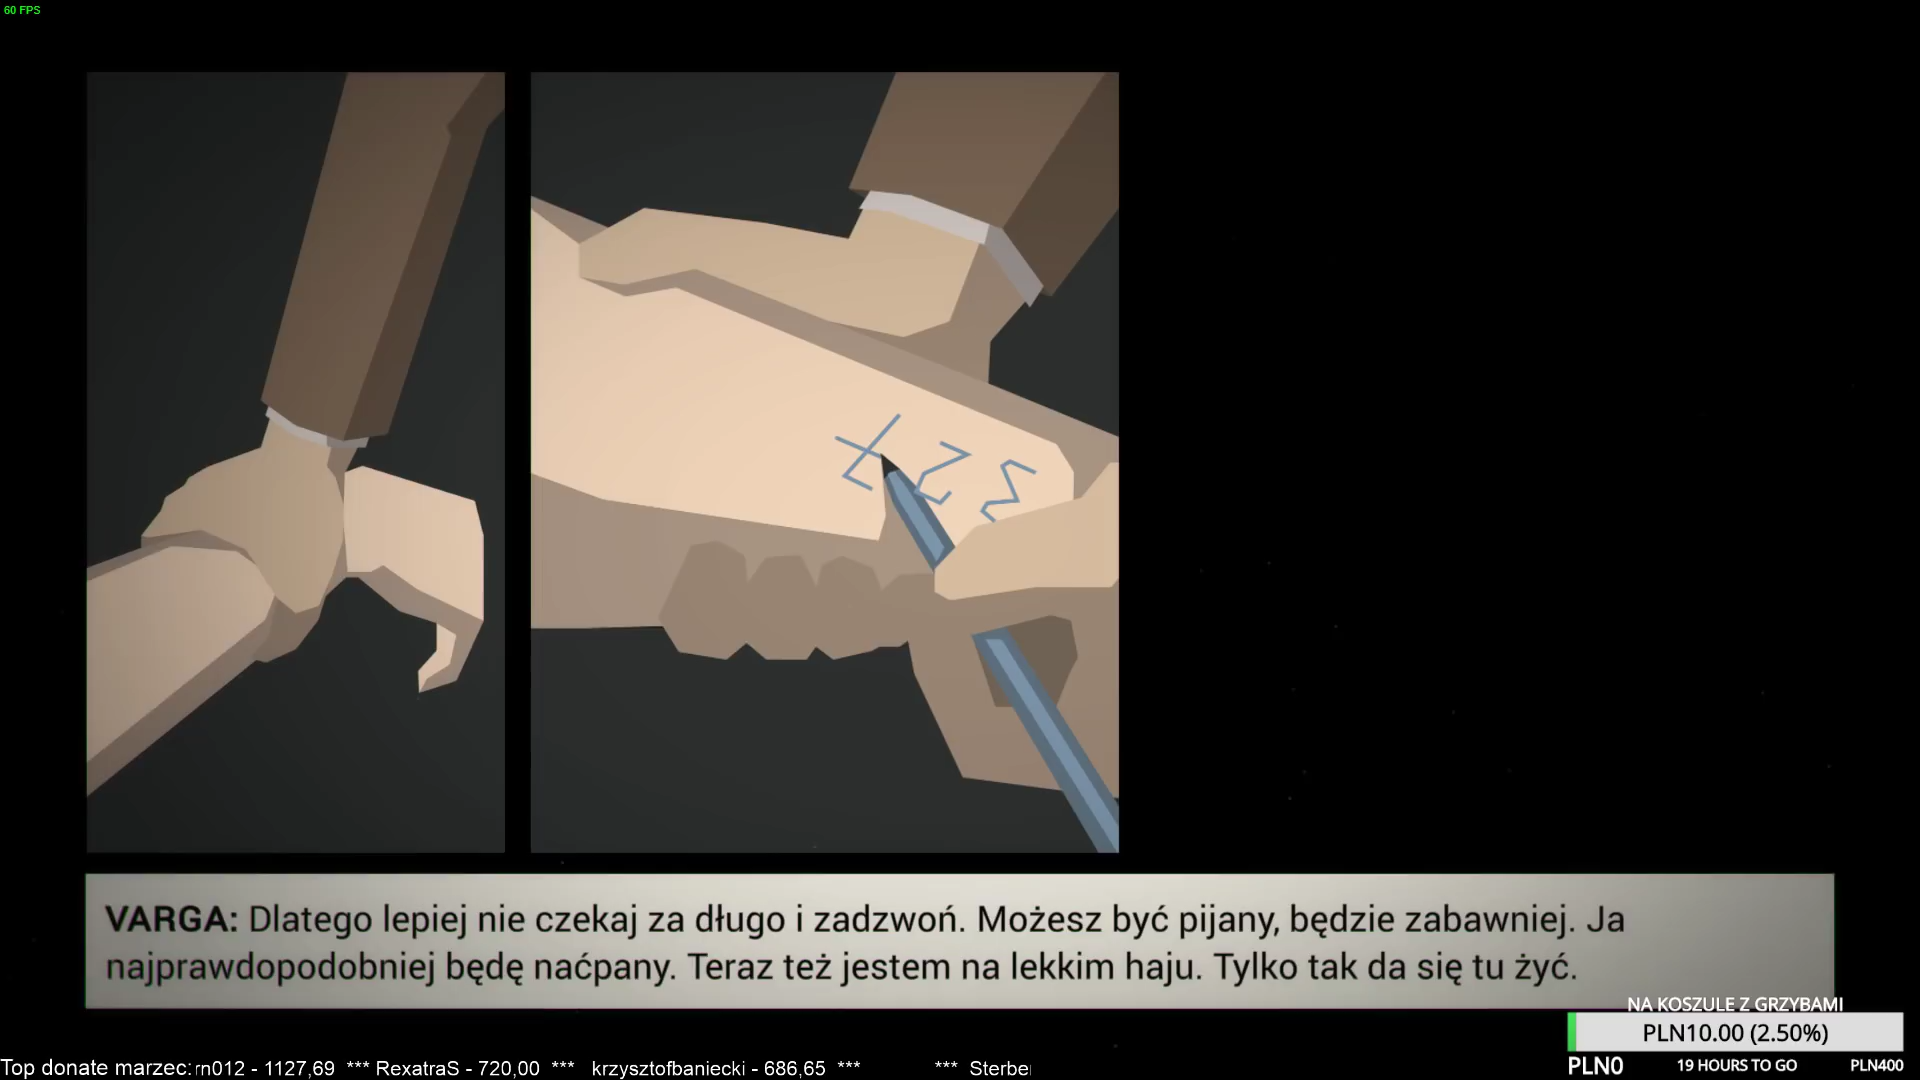 60 FPS
VARGA: Dlatego lepiej nie czekaj za długo i zadzwoń. Możesz być pijany, będzie zabawniej. Ja
najprawdopodobniej będę naćpany. Teraz też jestem na lekkim haju. Tylko tak da się tu żyć.
NA KOSZULE Z GRZYBAMI
PLN10.00 (2.50%)
PLN0 19 HOURS TO GO PLN400
Top donate marzec: rn012 - 1127,69 *** RexatraS - 720,00 *** krzysztofbaniecki - 686,65 *** *** Sterbe